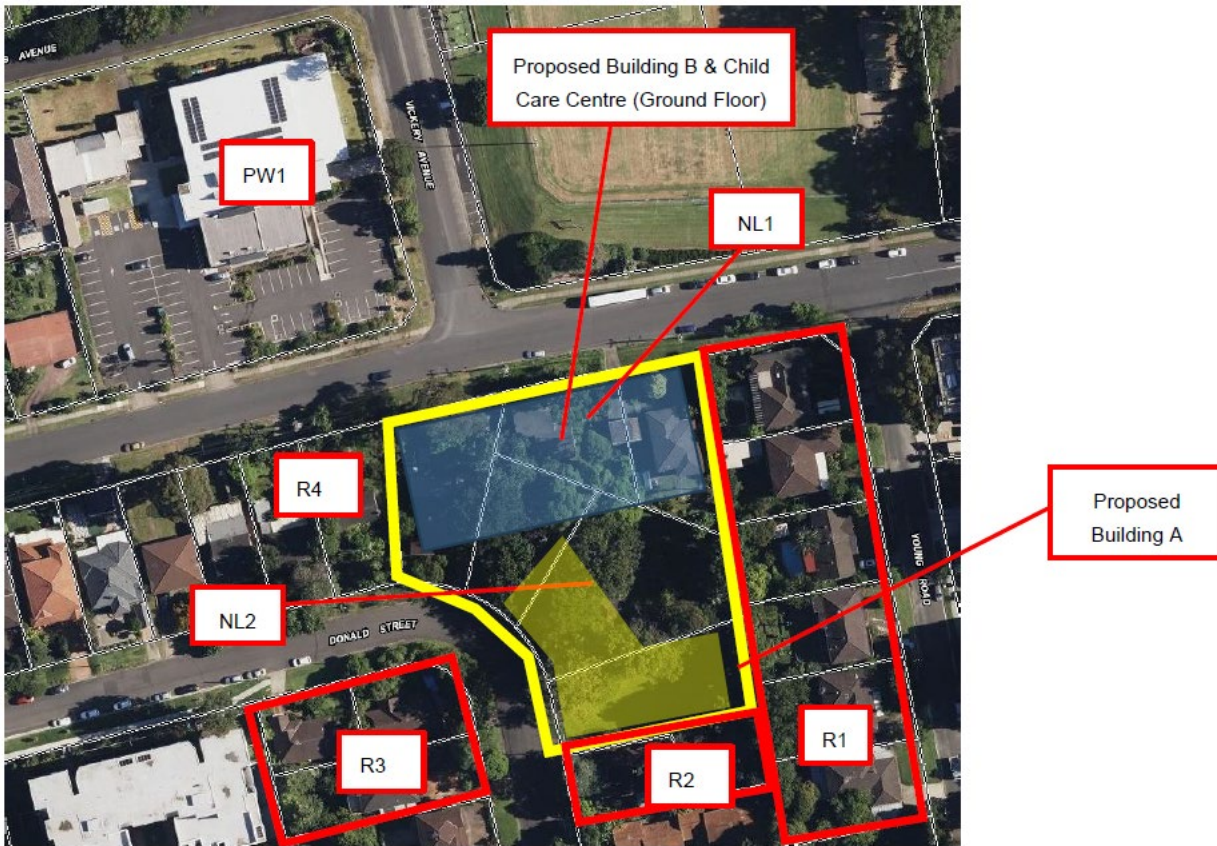 G AVENUE
Proposed Building B & Child
Care Centre (Ground Floor)
VICKERY AVENUE
PW1
NL1
R4
Proposed
Building A
YOUNG ROAD
NL2
DONALD STREET
R3
R2
R1